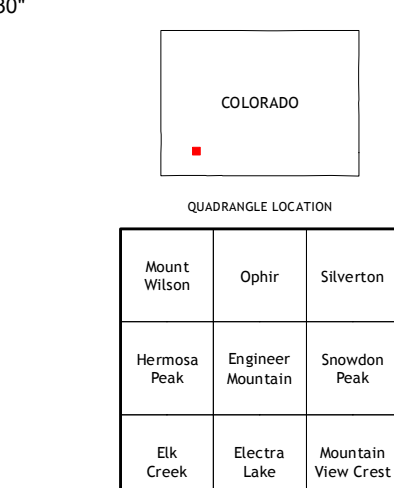 30"
COLORADO
QUADRANGLE LOCATION
Mount
Wilson
Ophir
Silverton
Hermosa
Peak
Engineer
Mountain
Snowdon
Peak
Elk
Creek
Electra
Lake
Mountain
View Crest